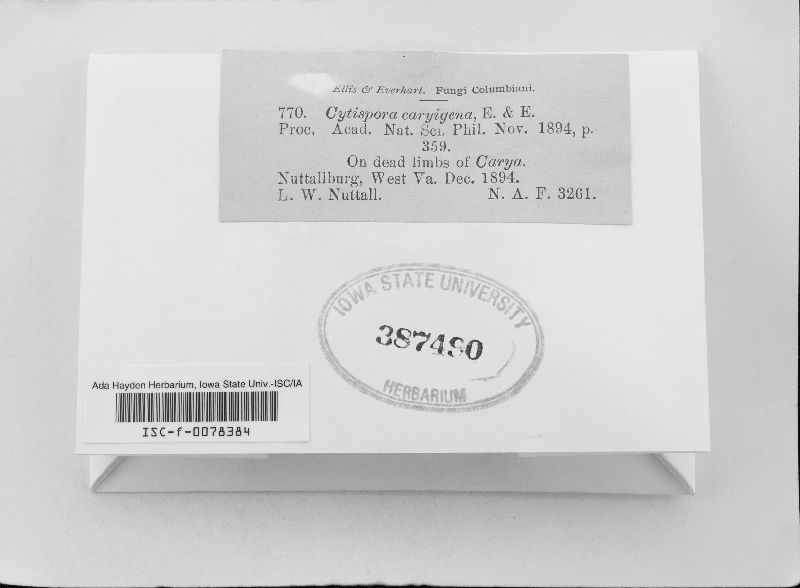 Ellis & Everhart. Fungi Columbiani.
770. Cytispora caryigena, E. & E.
Proc. Acad. Nat. Sci. Phil. Nov. 1894, p.
359.
On dead limbs of Carya.
Nuttallburg, West Va. Dec. 1894.
L. W. Nuttall. N. A. F. 3261.
IOWA STATE UNIVERSITY
387490
HERBARIUM
Ada Hayden Herbarium, Iowa State Univ.-ISC/IA
ISC-f-0078384